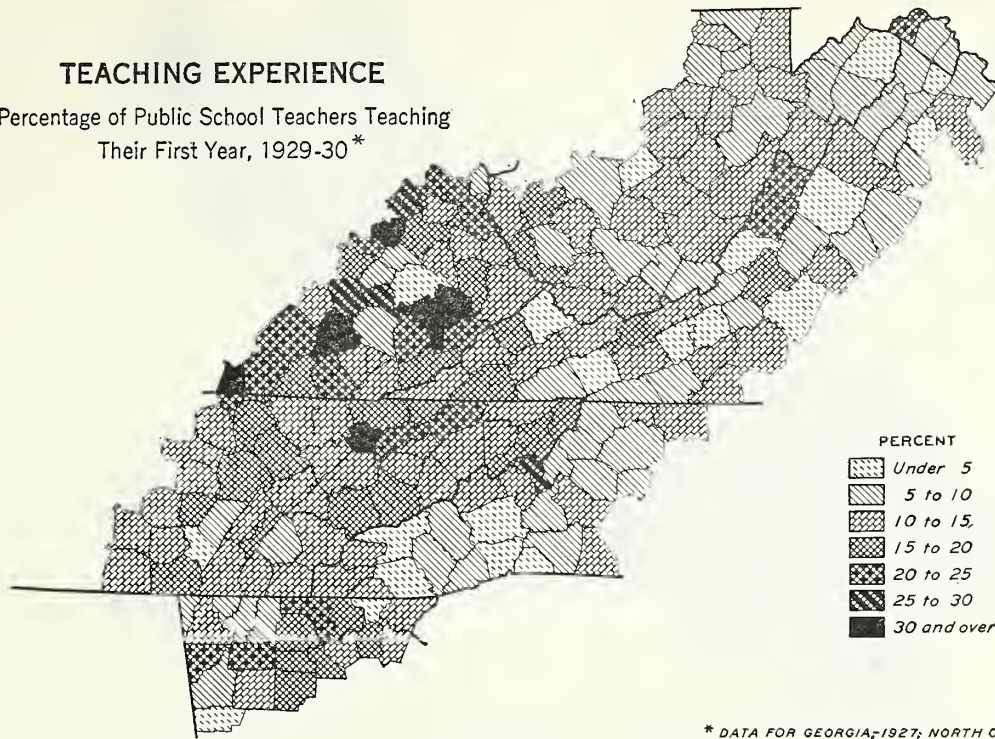 TEACHING EXPERIENCE
Percentage of Public School Teachers Teaching
Their First Year, 1929-30*
PERCENT
Under 5
5 to 10
10 to 15,
15 to 20
20 to 25
25 to 30
30 and over
* DATA FOR GEORGIA,-1927; NORTH